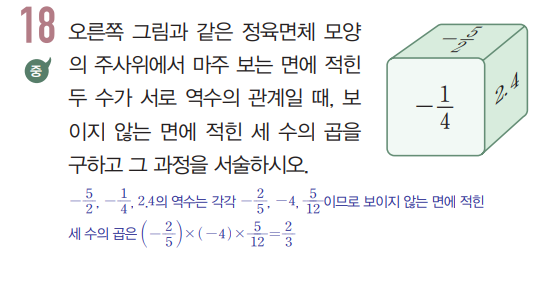 18
중
오른쪽 그림과 같은 정육면체 모양
의 주사위에서 마주 보는 면에 적힌
두 수가 서로 역수의 관계일 때, 보
이지 않는 면에 적힌 세 수의 곱을
구하고 그 과정을 서술하시오.
-5/2
-1/4
2.4
-5/2, -1/4, 2.4의 역수는 각각 -2/5, -4, 5/12이므로 보이지 않는 면에 적힌
세 수의 곱은 (-2/5)×(-4)×5/12=2/3